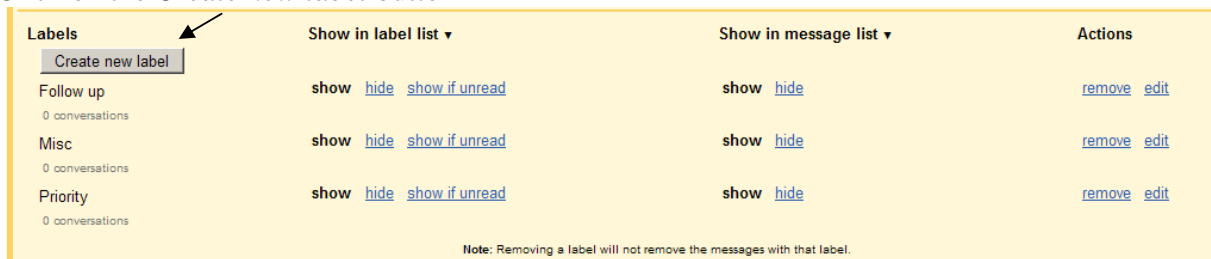 Labels Show in label list ▼ Show in message list ▼ Actions
Create new label
Follow up show hide show if unread show hide remove edit
0 conversations
Misc show hide show if unread show hide remove edit
0 conversations
Priority show hide show if unread show hide remove edit
0 conversations
Note: Removing a label will not remove the messages with that label.